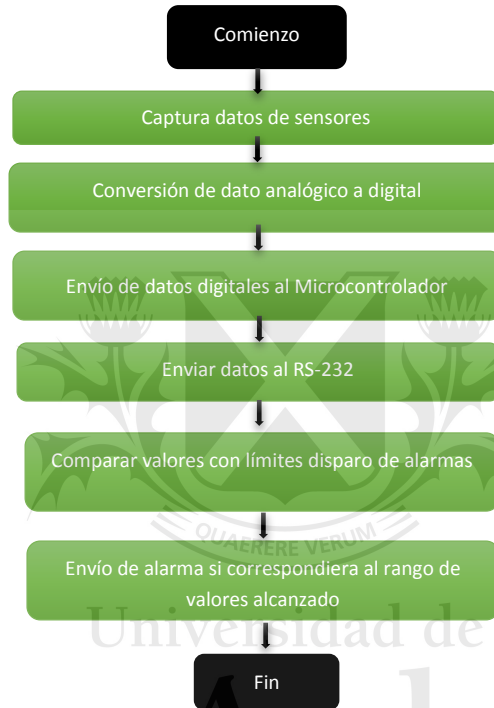 Comienzo
Captura datos de sensores
Conversión de dato analógico a digital
Envío de datos digitales al Microcontrolador
Enviar datos al RS-232
Comparar valores con límites disparo de alarmas
QUAERERE VERUM
Envío de alarma si correspondiera al rango de
valores alcanzado
Universidad de
Fin